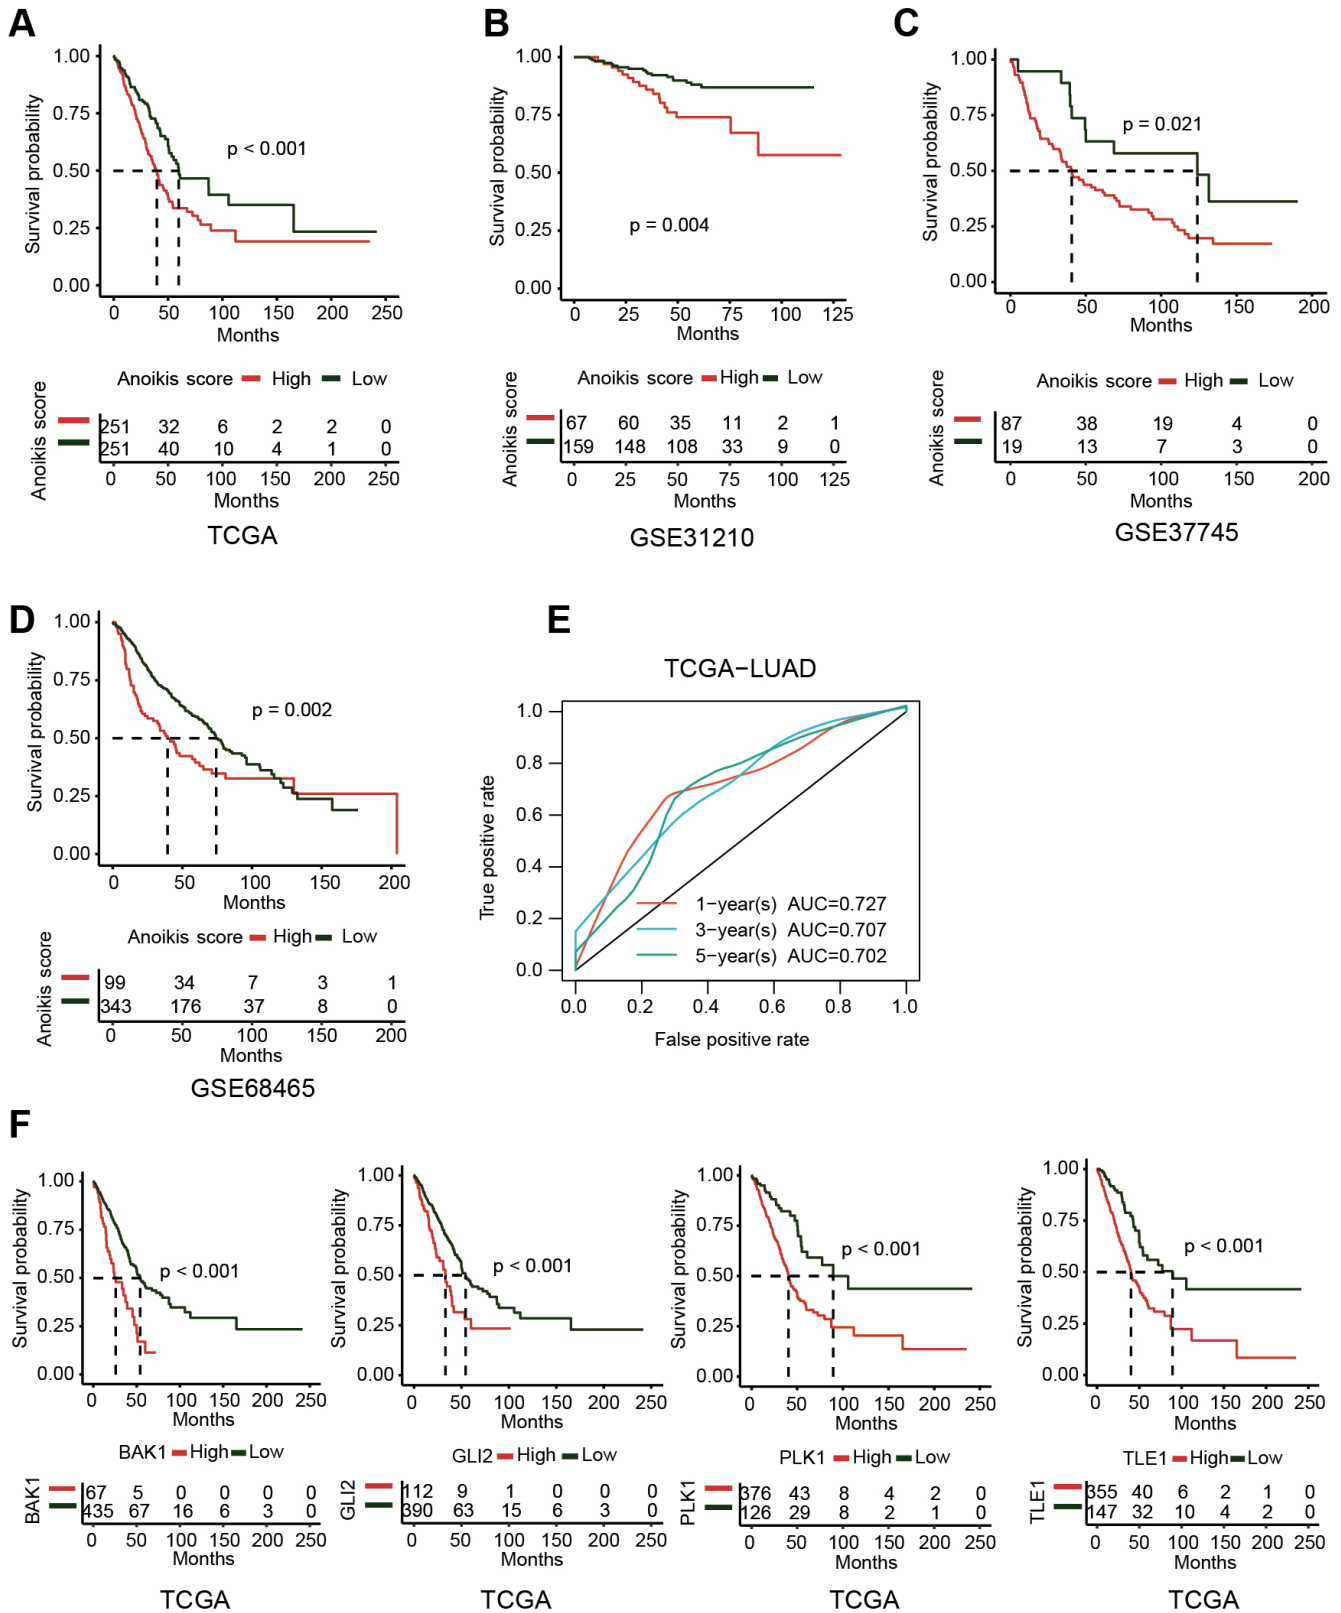 A
1.00
0.75
0.50
0.25
0.00
Survival probability
p < 0.001
0 50 100 150 200 250
Months
Anoikis score High Low
Anoikis score
251 32 6 2 2 0
251 40 10 4 1 0
0 50 100 150 200 250
Months
TCGA
B
1.00
0.75
0.50
0.25
0.00
Survival probability
p = 0.004
0 25 50 75 100 125
Months
Anoikis score High Low
Anoikis score
67 60 35 11 2 1
159 148 108 33 9 0
0 25 50 75 100 125
Months
GSE31210
C
1.00
0.75
0.50
0.25
0.00
Survival probability
p = 0.021
0 50 100 150 200
Months
Anoikis score High Low
Anoikis score
87 38 19 4 0
19 13 7 3 0
0 50 100 150 200
Months
GSE37745
D
1.00
0.75
0.50
0.25
0.00
Survival probability
p = 0.002
0 50 100 150 200
Months
Anoikis score High Low
Anoikis score
99 34 7 3 1
343 176 37 8 0
0 50 100 150 200
Months
GSE68465
E
TCGA−LUAD
1.0
0.8
0.6
0.4
0.2
0.0
True positive rate
1−year(s) AUC=0.727
3−year(s) AUC=0.707
5−year(s) AUC=0.702
0.0 0.2 0.4 0.6 0.8 1.0
False positive rate
F
1.00
0.75
0.50
0.25
0.00
Survival probability
p < 0.001
0 50 100 150 200 250
Months
BAK1 High Low
BAK1
67 5 0 0 0 0
435 67 16 6 3 0
0 50 100 150 200 250
Months
TCGA
1.00
0.75
0.50
0.25
0.00
Survival probability
p < 0.001
0 50 100 150 200 250
Months
GLI2 High Low
GLI2
112 9 1 0 0 0
390 63 15 6 3 0
0 50 100 150 200 250
Months
TCGA
1.00
0.75
0.50
0.25
0.00
Survival probability
p < 0.001
0 50 100 150 200 250
Months
PLK1 High Low
PLK1
376 43 8 4 2 0
126 29 8 2 1 0
0 50 100 150 200 250
Months
TCGA
1.00
0.75
0.50
0.25
0.00
Survival probability
p < 0.001
0 50 100 150 200 250
Months
TLE1 High Low
TLE1
355 40 6 2 1 0
147 32 10 4 2 0
0 50 100 150 200 250
Months
TCGA